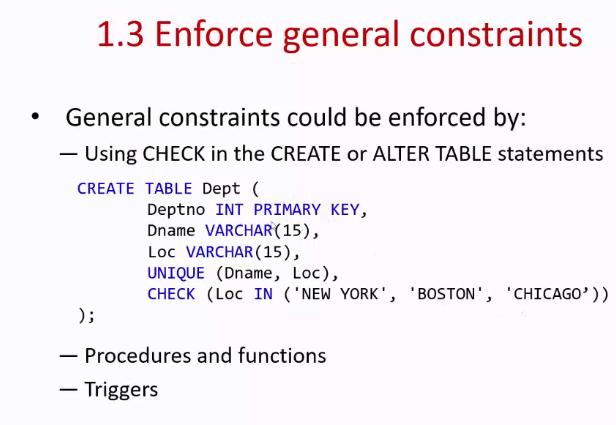 1.3 Enforce general constraints
• General constraints could be enforced by:
— Using CHECK in the CREATE or ALTER TABLE statements
CREATE TABLE Dept (
Deptno INT PRIMARY KEY,
Dname VARCHAR(15),
Loc VARCHAR(15),
UNIQUE (Dname, Loc),
CHECK (Loc IN ('NEW YORK', 'BOSTON', 'CHICAGO’))
);
— Procedures and functions
— Triggers